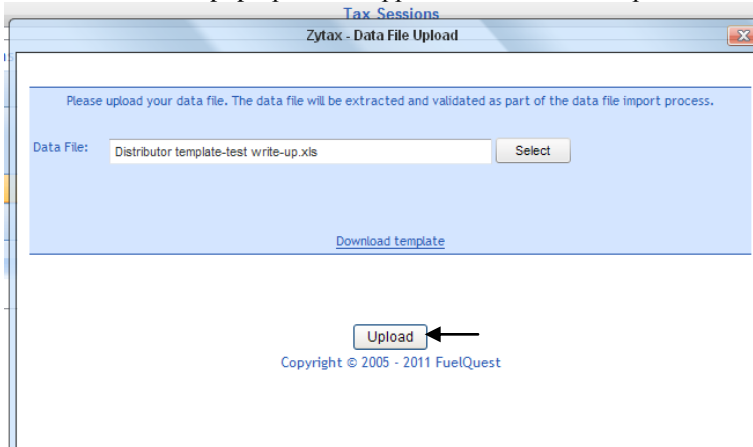 Tax Sessions
Zytax - Data File Upload
Please upload your data file. The data file will be extracted and validated as part of the data file import process.
Data File: Distributor template-test write-up.xls Select
Download template
Upload
Copyright © 2005 - 2011 FuelQuest